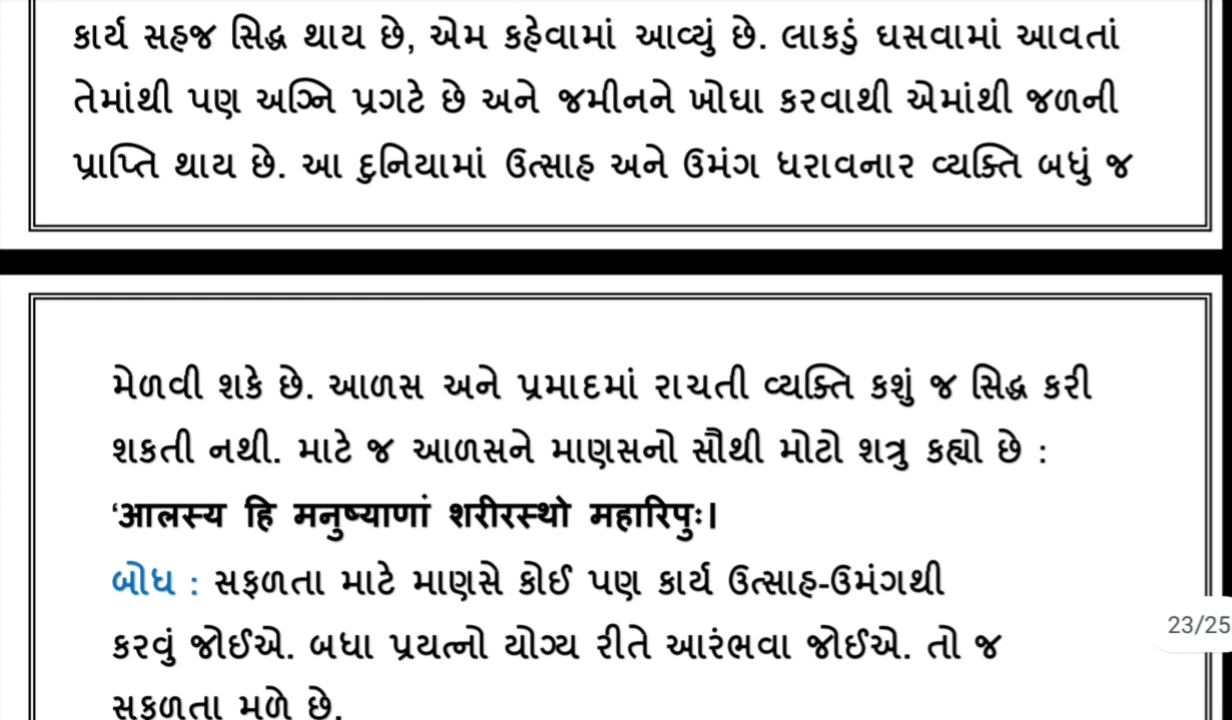 કાર્ય સહજ સિદ્ધ થાય છે, એમ કહેવામાં આવ્યું છે. લાકડું ઘસવામાં આવતાં
તેમાંથી પણ અગ્નિ પ્રગટે છે અને જમીનને ખોઘા કરવાથી એમાંથી જળની
પ્રાપ્તિ થાય છે. આ દુનિયામાં ઉત્સાહ અને ઉમંગ ધરાવનાર વ્યક્તિ બધું જ
મેળવી શકે છે. આળસ અને પ્રમાદમાં રાચતી વ્યક્તિ કશું જ સિદ્ધ કરી
શકતી નથી. માટે જ આળસને માણસનો સૌથી મોટો શત્રુ કહ્યો છે :
‘आलस्य हि मनुष्याणां शरीरस्थो महारिपुः।
બોધ : સફળતા માટે માણસે કોઈ પણ કાર્ય ઉત્સાહ-ઉમંગથી
કરવું જોઈએ. બધા પ્રયત્નો યોગ્ય રીતે આરંભવા જોઈએ. તો જ
સફળતા મળે છે.
23/25